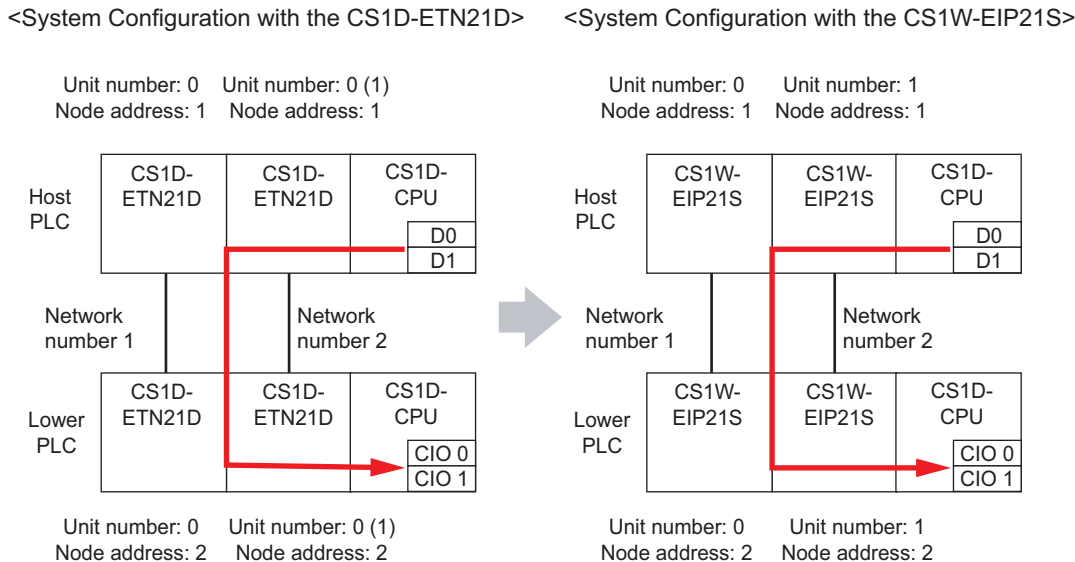 <System Configuration with the CS1D-ETN21D>
Unit number: 0 Unit number: 0 (1)
Node address: 1 Node address: 1
Host
PLC
CS1D-
ETN21D
CS1D-
ETN21D
CS1D-
CPU
D0
D1
Network
number 1
Network
number 2
Lower
PLC
CS1D-
ETN21D
CS1D-
ETN21D
CS1D-
CPU
CIO 0
CIO 1
Unit number: 0 Unit number: 0 (1)
Node address: 2 Node address: 2
<System Configuration with the CS1W-EIP21S>
Unit number: 0 Unit number: 1
Node address: 1 Node address: 1
Host
PLC
CS1W-
EIP21S
CS1W-
EIP21S
CS1D-
CPU
D0
D1
Network
number 1
Network
number 2
Lower
PLC
CS1W-
EIP21S
CS1W-
EIP21S
CS1D-
CPU
CIO 0
CIO 1
Unit number: 0 Unit number: 1
Node address: 2 Node address: 2